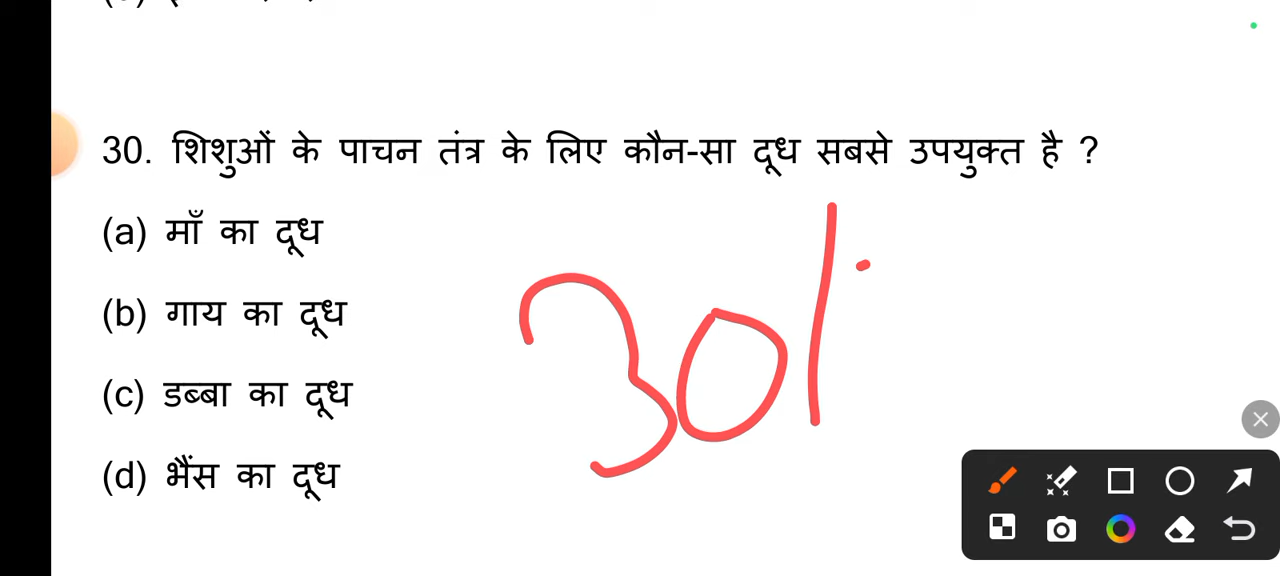 30. शिशुओं के पाचन तंत्र के लिए कौन-सा दूध सबसे उपयुक्त है ?
(a) माँ का दूध
(b) गाय का दूध
(c) डब्बा का दूध
(d) भैंस का दूध
30